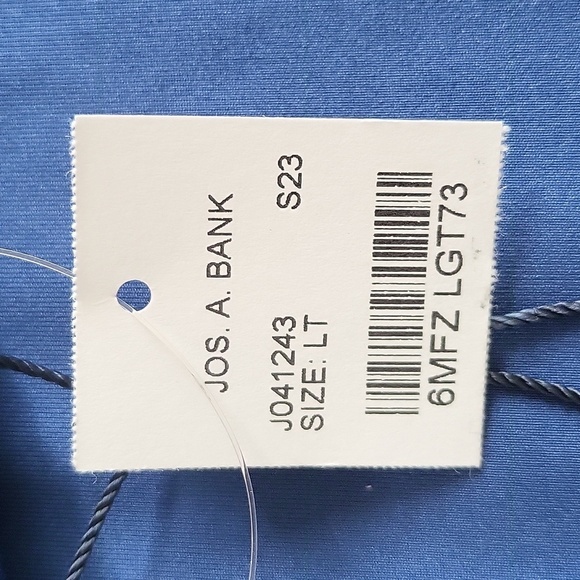 JOS. A. BANK
J041243 S23
SIZE: LT
6MFZ LGT73